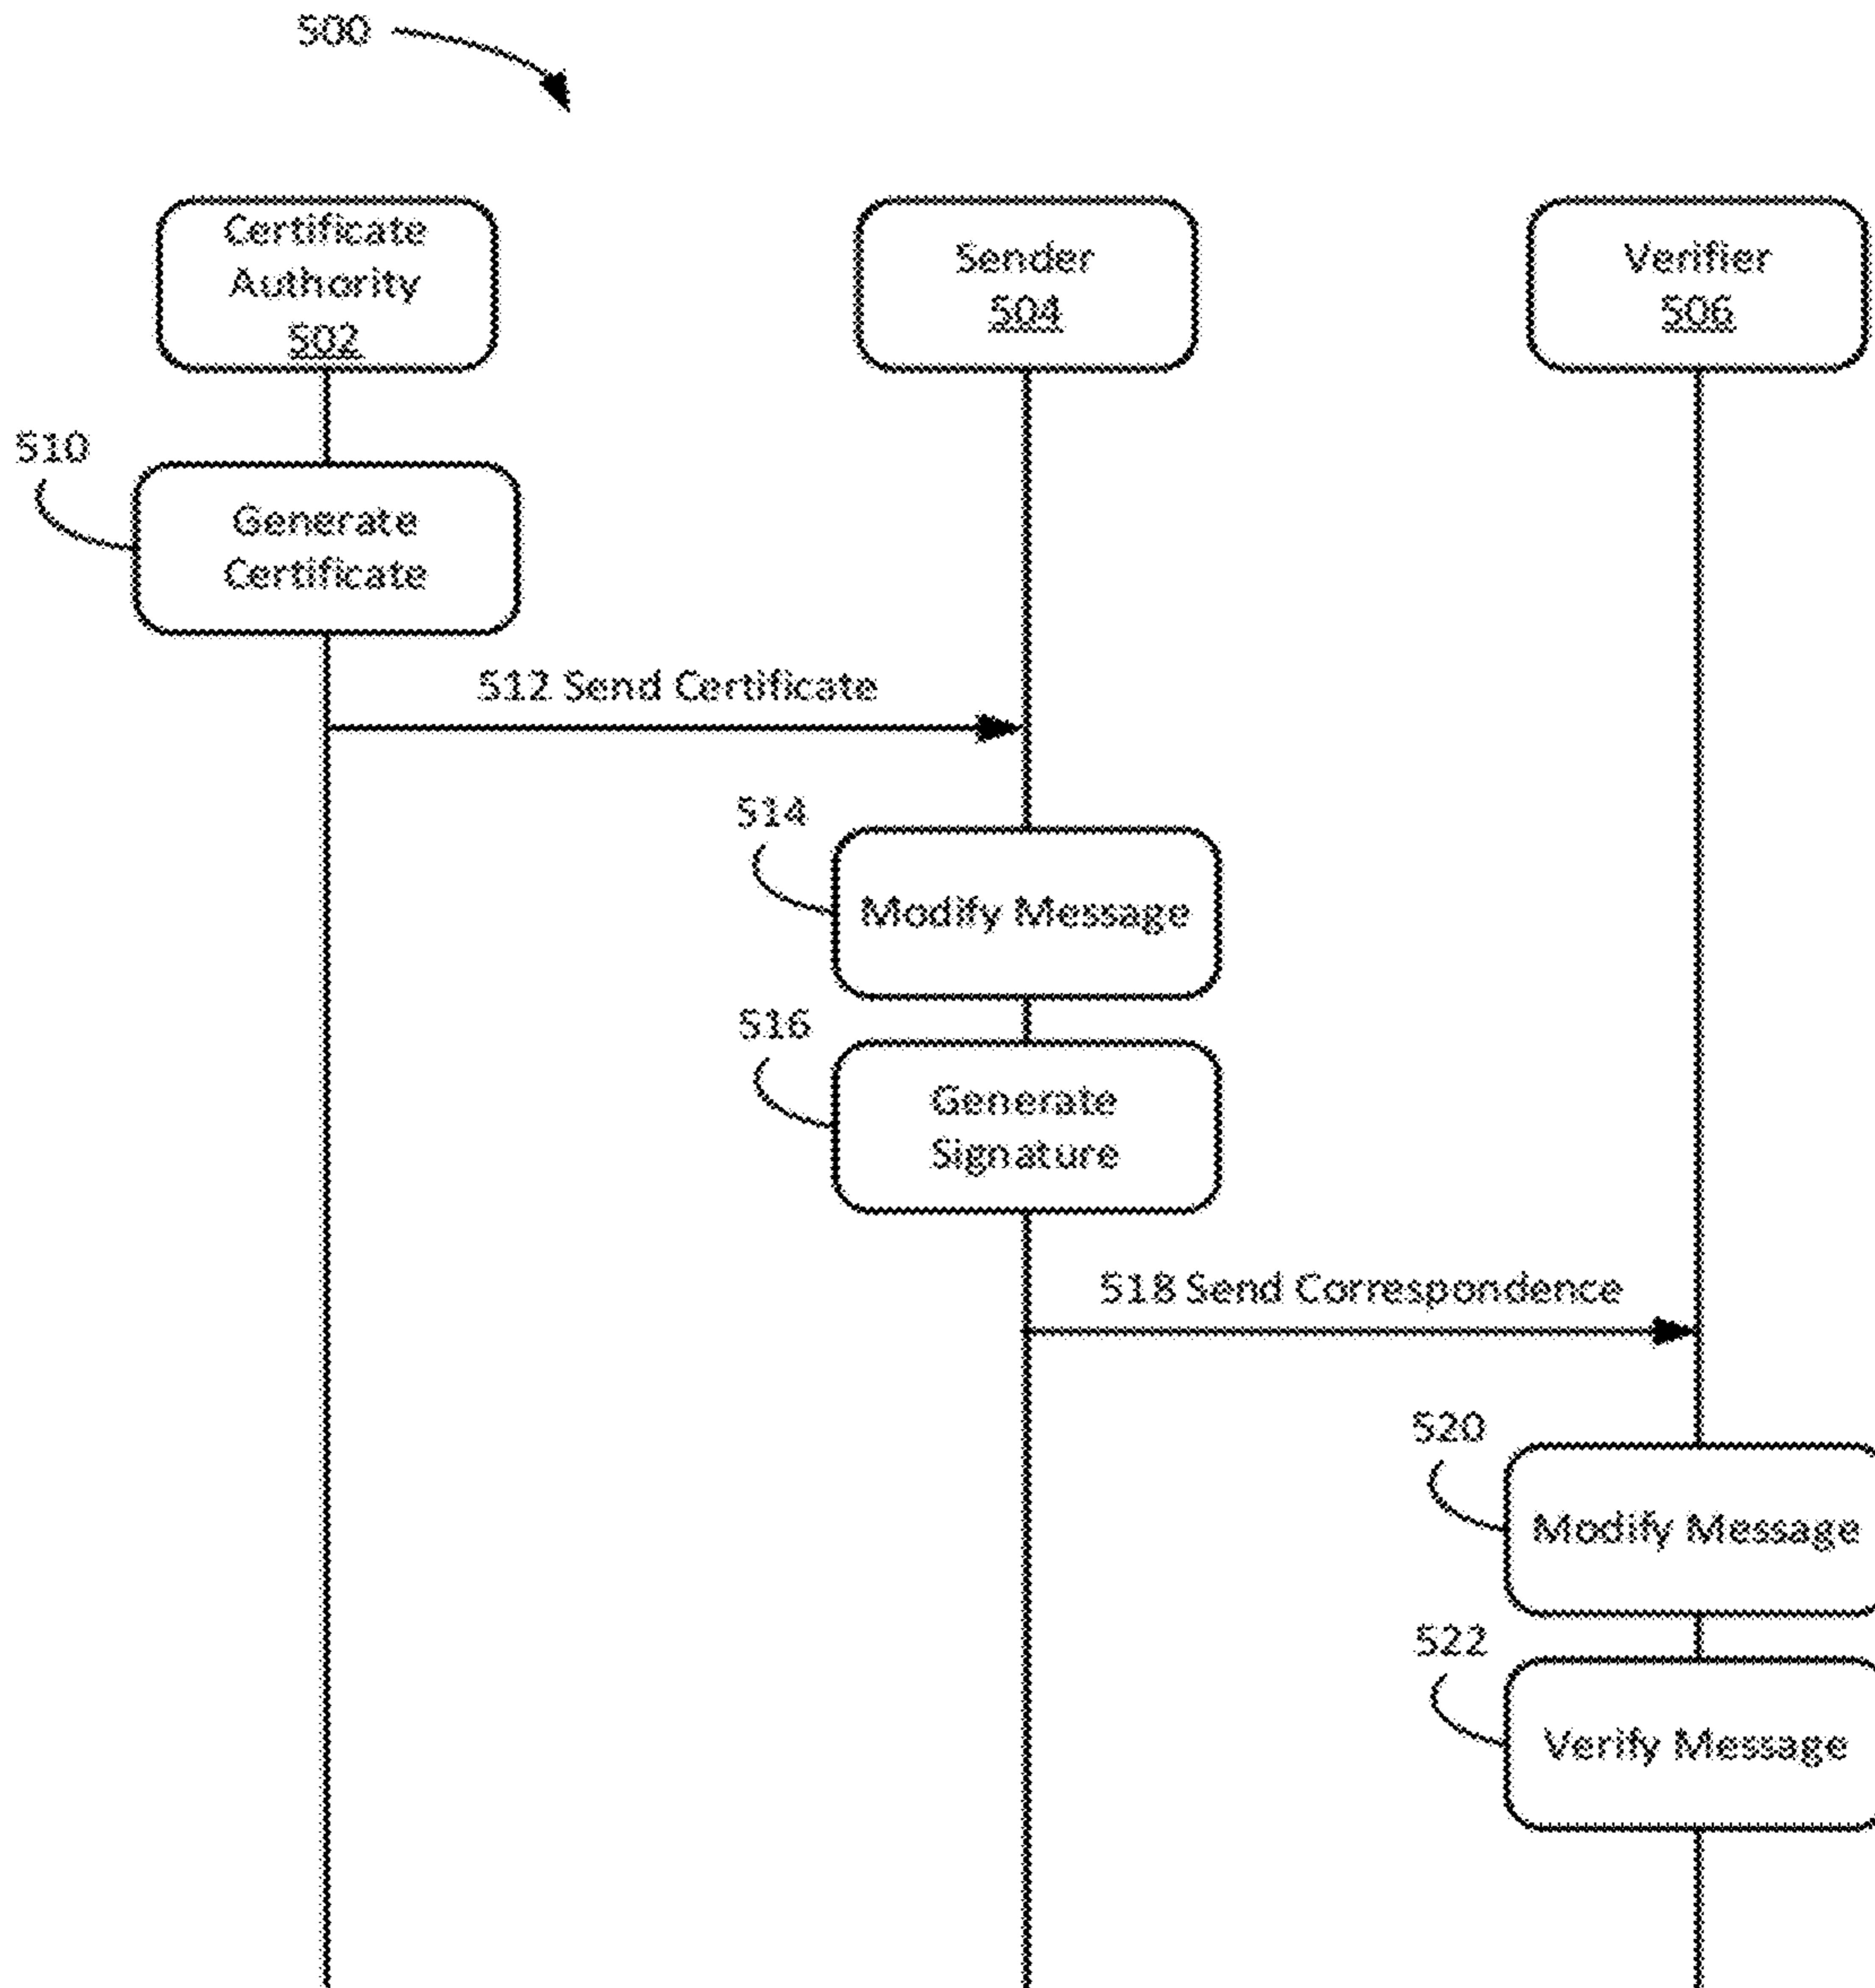 500
Certificate
Authority
502
Sender
504
Verifier
506
510
Generate
Certificate
512 Send Certificate
514
Modify Message
516
Generate
Signature
518 Send Correspondence
520
Modify Message
522
Verify Message